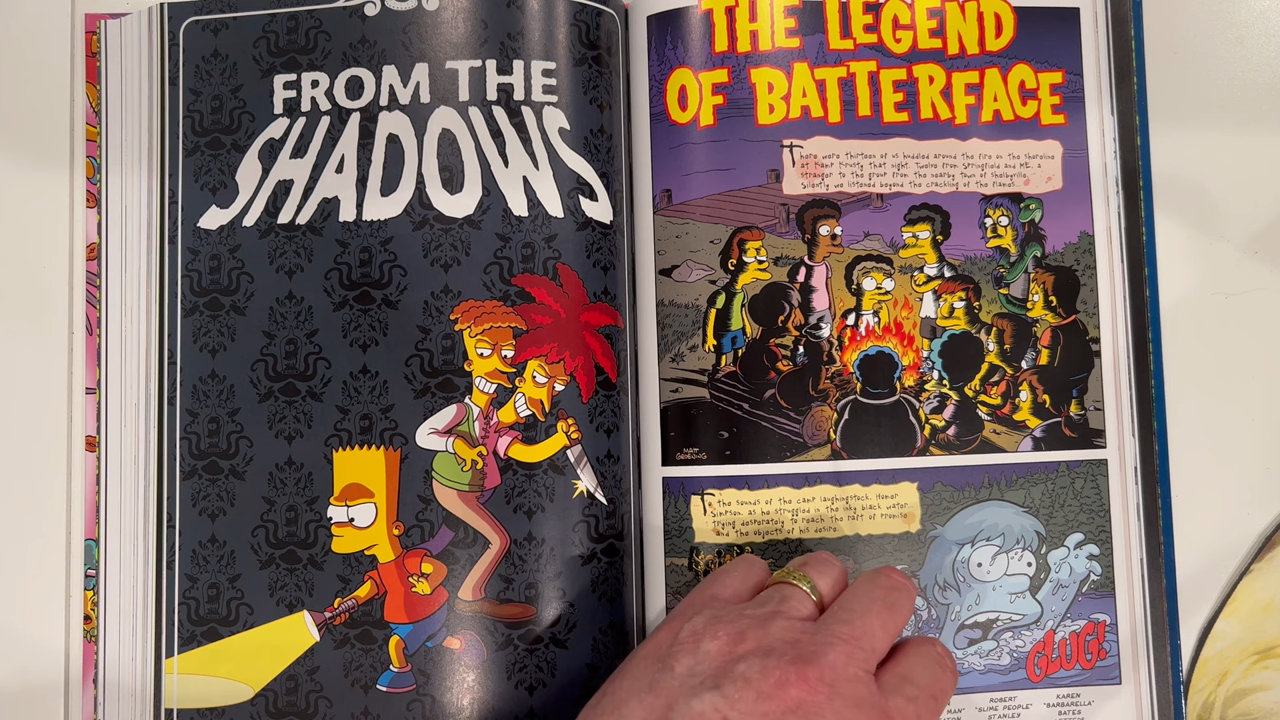 FROM THE
SHADOWS
THE LEGEND
OF BATTERFACE
There were thirteen of us huddled around the fire on the shoreline
at Kamp Krusty that night. Twelve from Springfield and ME, a
stranger to the group from the nearby town of Shelbyville.
Silently we listened beyond the crackling of the flames...
MATT
GROENING
To the sounds of the camp laughingstock, Homer
Simpson, as he struggled in the inky black water...
trying desperately to reach the raft of promise
and the objects of his desire.
GLUG!
MAN"
ROBERT
"SLIME PEOPLE"
STANLEY
KAREN
"BARBARELLA"
BATES